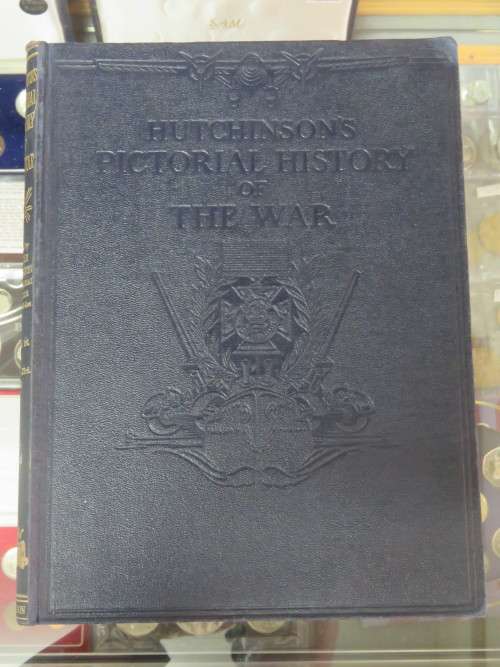 HUTCHINSON'S
PICTORIAL HISTORY
OF
THE WAR